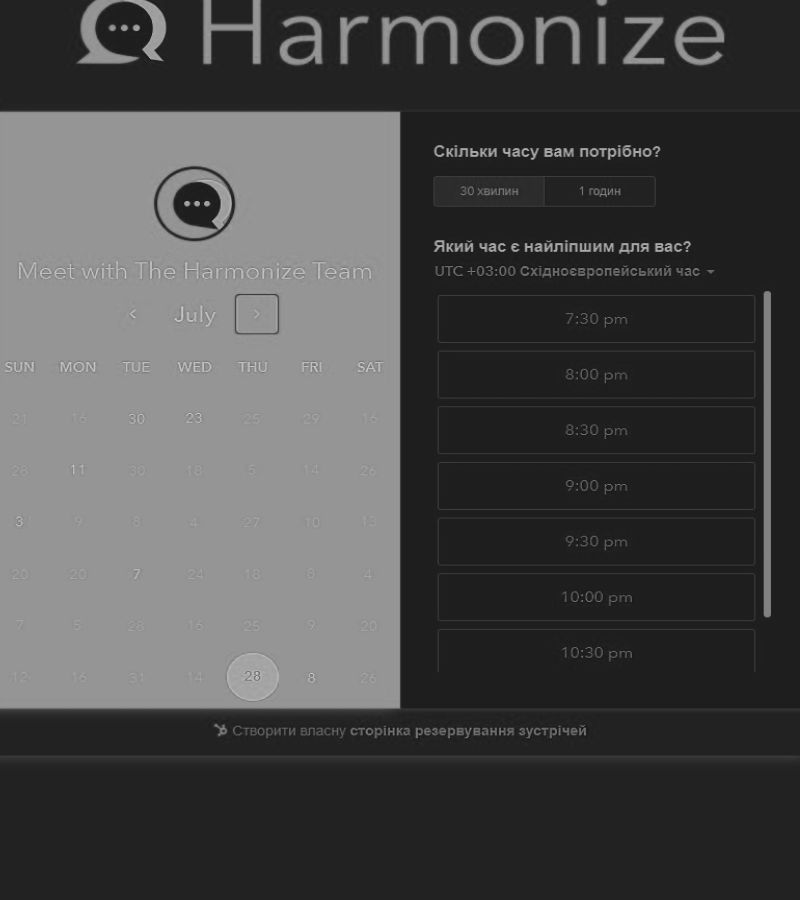 Harmonize
Meet with The Harmonize Team
July
SUN MON TUE WED THU FRI SAT
21 16 30 23 25 29 16
28 11 30 18 5 14 26
3 9 8 4 27 10 13
20 20 7 24 18 8 4
7 5 28 16 25 9 20
12 16 31 14 28 8 26
Скільки часу вам потрібно?
30 хвилин 1 годин
Який час є найліпшим для вас?
UTC +03:00 Східноєвропейський час
7:30 pm
8:00 pm
8:30 pm
9:00 pm
9:30 pm
10:00 pm
10:30 pm
Створити власну сторінка резервування зустрічей